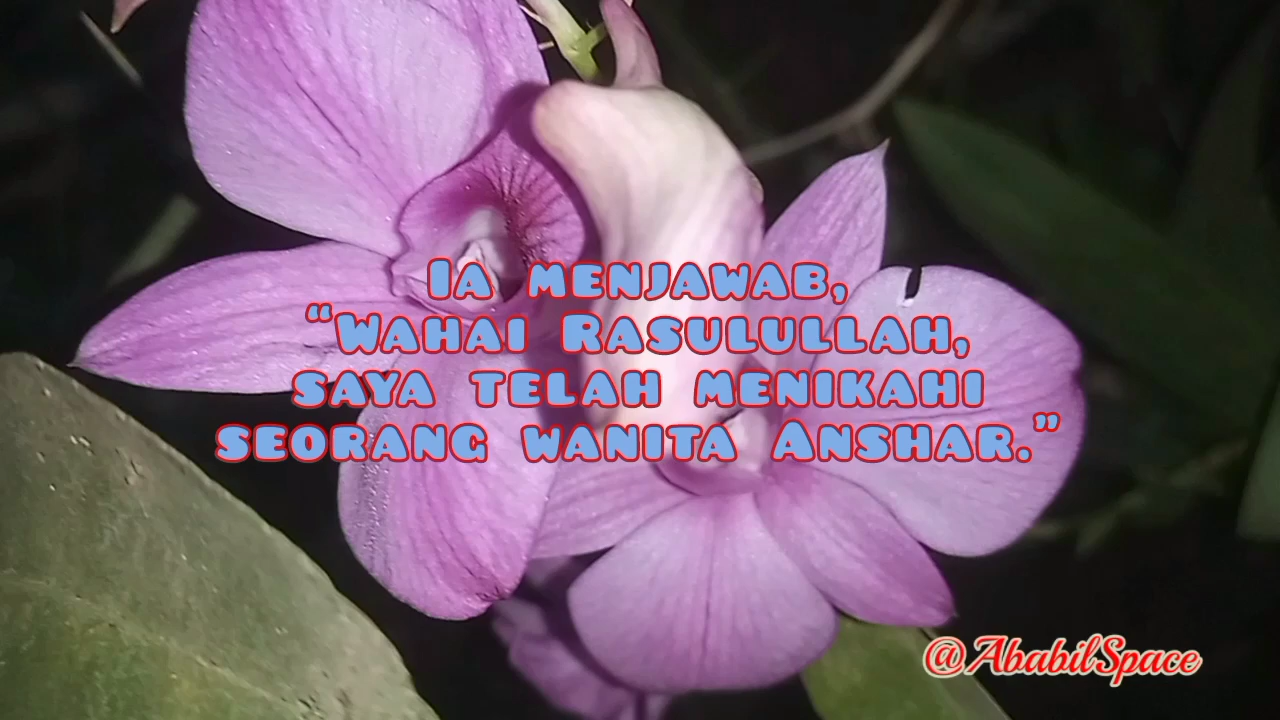 Ia menjawab,
“Wahai Rasulullah,
saya telah menikahi
seorang wanita Anshar.”
@AbabilSpace